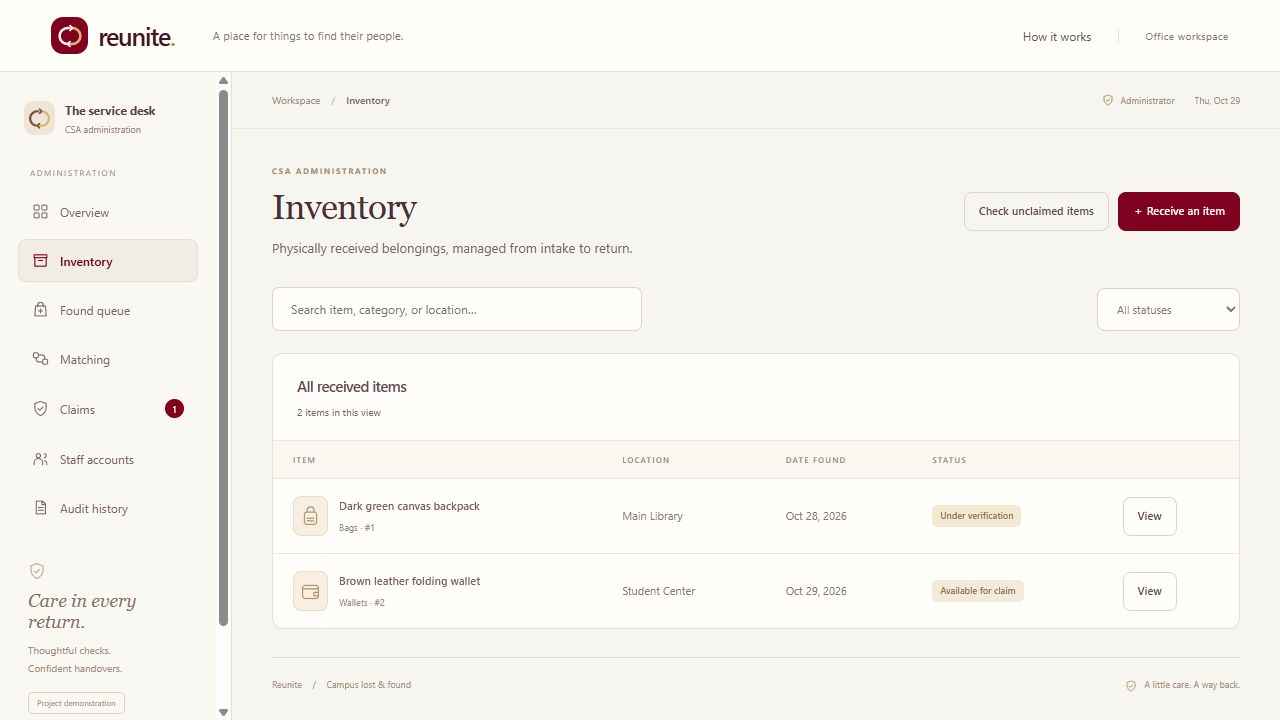 reunite.
A place for things to find their people.
How it works
Office workspace
The service desk
CSA administration
ADMINISTRATION
Overview
Inventory
Found queue
Matching
Claims
1
Staff accounts
Audit history
Care in every
return.
Thoughtful checks.
Confident handovers.
Project demonstration
Workspace / Inventory
Administrator
Thu, Oct 29
CSA ADMINISTRATION
Inventory
Physically received belongings, managed from intake to return.
Check unclaimed items
+ Receive an item
Search item, category, or location...
All statuses
All received items
2 items in this view
ITEM LOCATION DATE FOUND STATUS
Dark green canvas backpack
Bags · #1
Main Library
Oct 28, 2026
Under verification
View
Brown leather folding wallet
Wallets · #2
Student Center
Oct 29, 2026
Available for claim
View
Reunite / Campus lost & found
A little care. A way back.